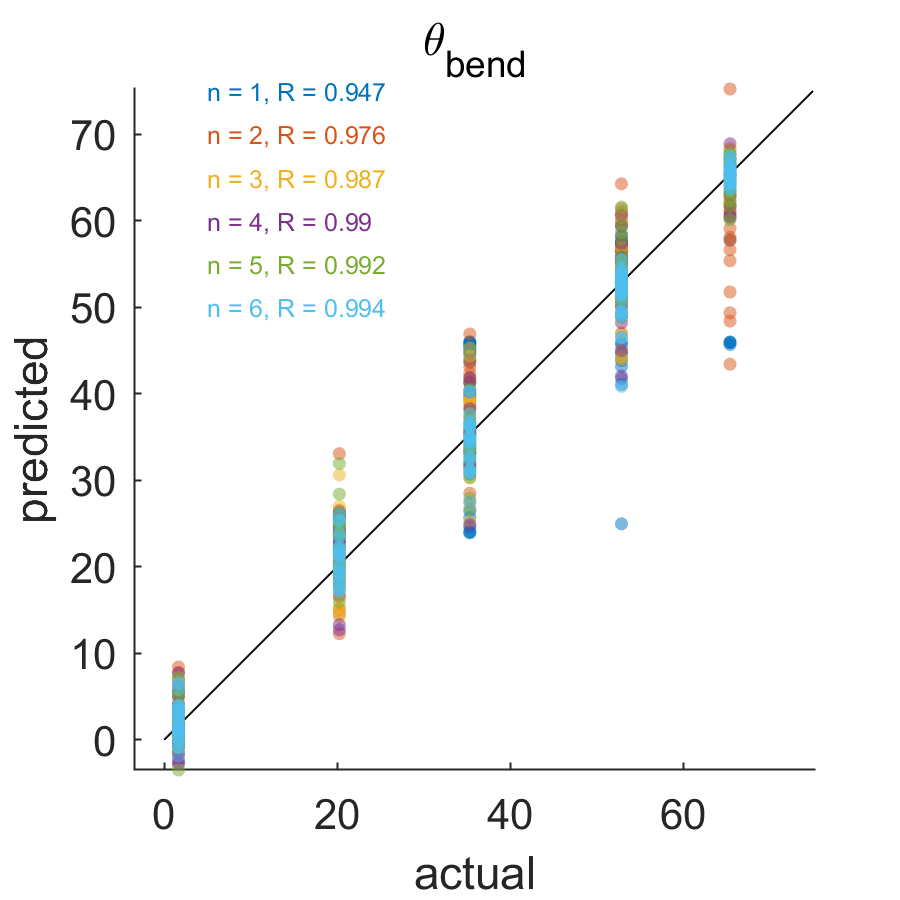 θbend
n = 1, R = 0.947
n = 2, R = 0.976
n = 3, R = 0.987
n = 4, R = 0.99
n = 5, R = 0.992
n = 6, R = 0.994
70
60
50
40
30
20
10
0
predicted
0 20 40 60
actual